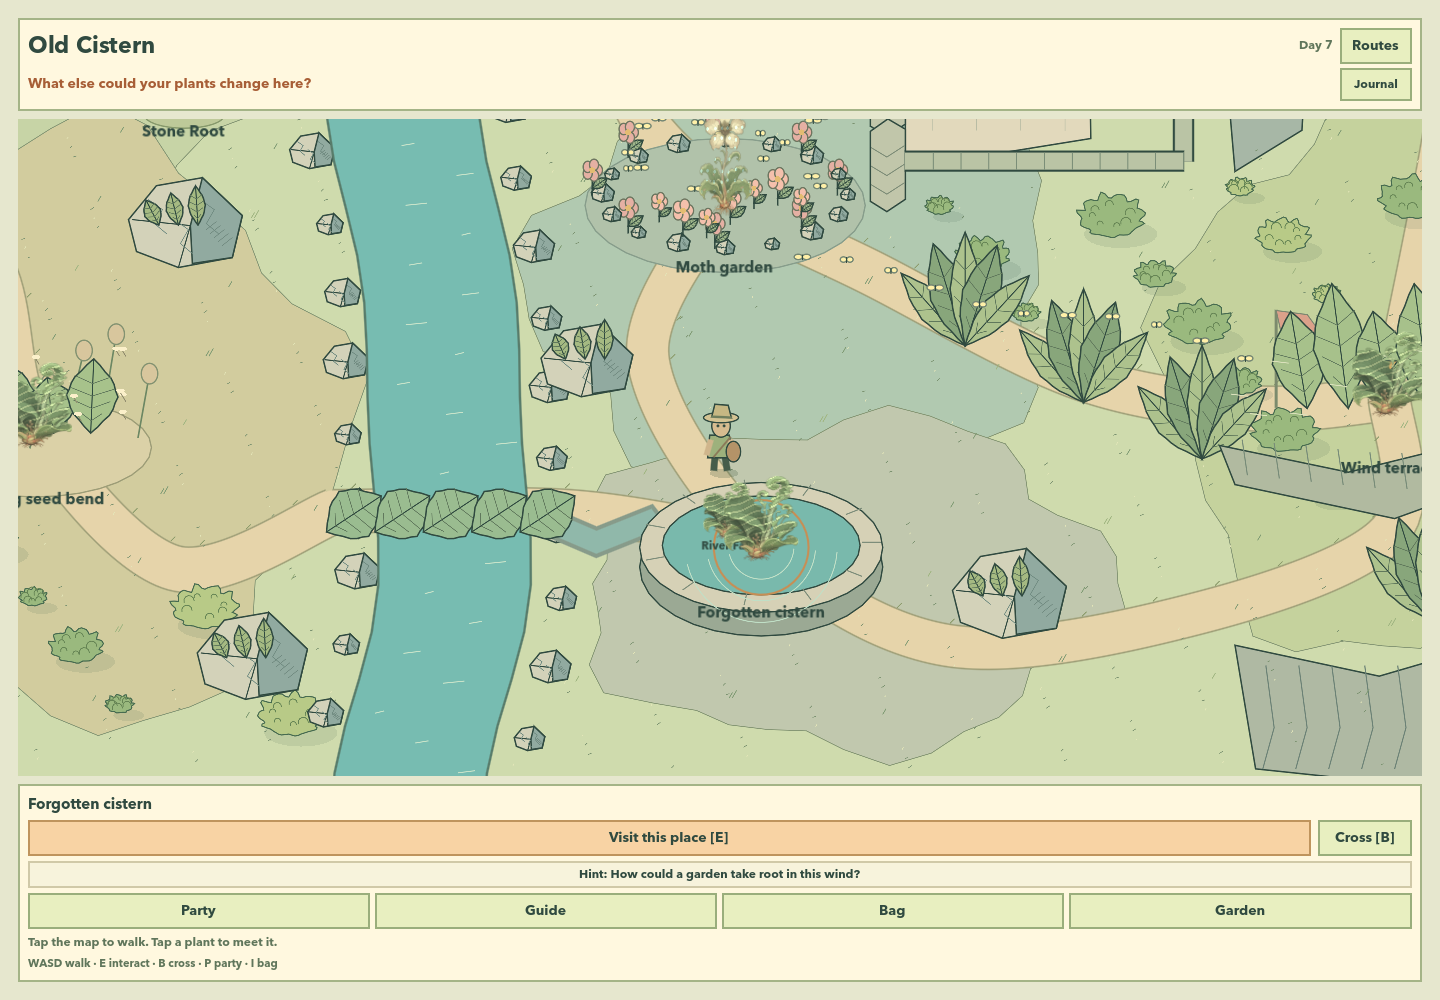 Old Cistern
Day 7
Routes
What else could your plants change here?
Journal
Stone Root
Moth garden
seed bend
Wind
River
Forgotten cistern
Forgotten cistern
Visit this place [E]
Cross [B]
Hint: How could a garden take root in this wind?
Party
Guide
Bag
Garden
Tap the map to walk. Tap a plant to meet it.
WASD walk · E interact · B cross · P party · I bag